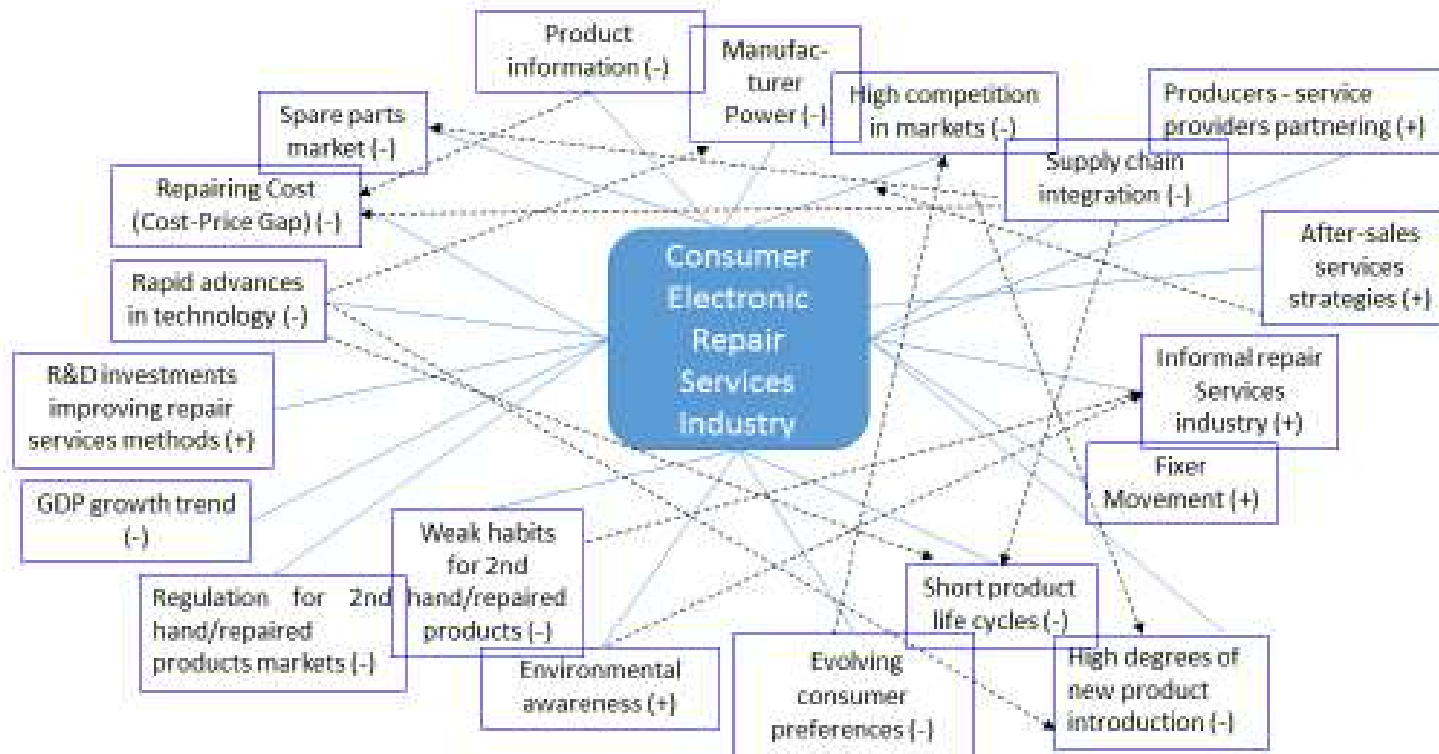 Product
information (-)
Manufac-
turer
Power (-)
High competition
in markets (-)
Producers - service
providers partnering (+)
Spare parts
market (-)
Supply chain
integration (-)
Repairing Cost
(Cost-Price Gap) (-)
After-sales
services
strategies (+)
Consumer
Electronic
Repair
Services
Industry
Rapid advances
in technology (-)
Informal repair
Services
industry (+)
R&D investments
improving repair
services methods (+)
Fixer
Movement (+)
GDP growth trend
(-)
Weak habits
for 2nd
hand/repaired
products (-)
Regulation for 2nd
hand/repaired
products markets (-)
Short product
life cycles (-)
Environmental
awareness (+)
Evolving
consumer
preferences (-)
High degrees of
new product
introduction (-)